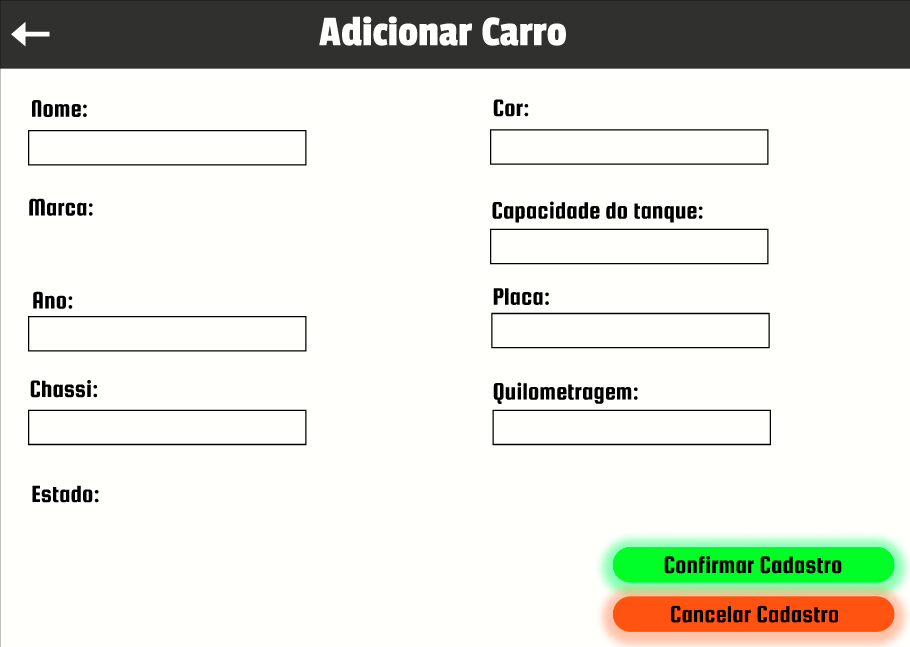 Adicionar Carro
Nome:
Cor:
Marca:
Capacidade do tanque:
Ano:
Placa:
Chassi:
Quilometragem:
Estado:
Confirmar Cadastro
Cancelar Cadastro